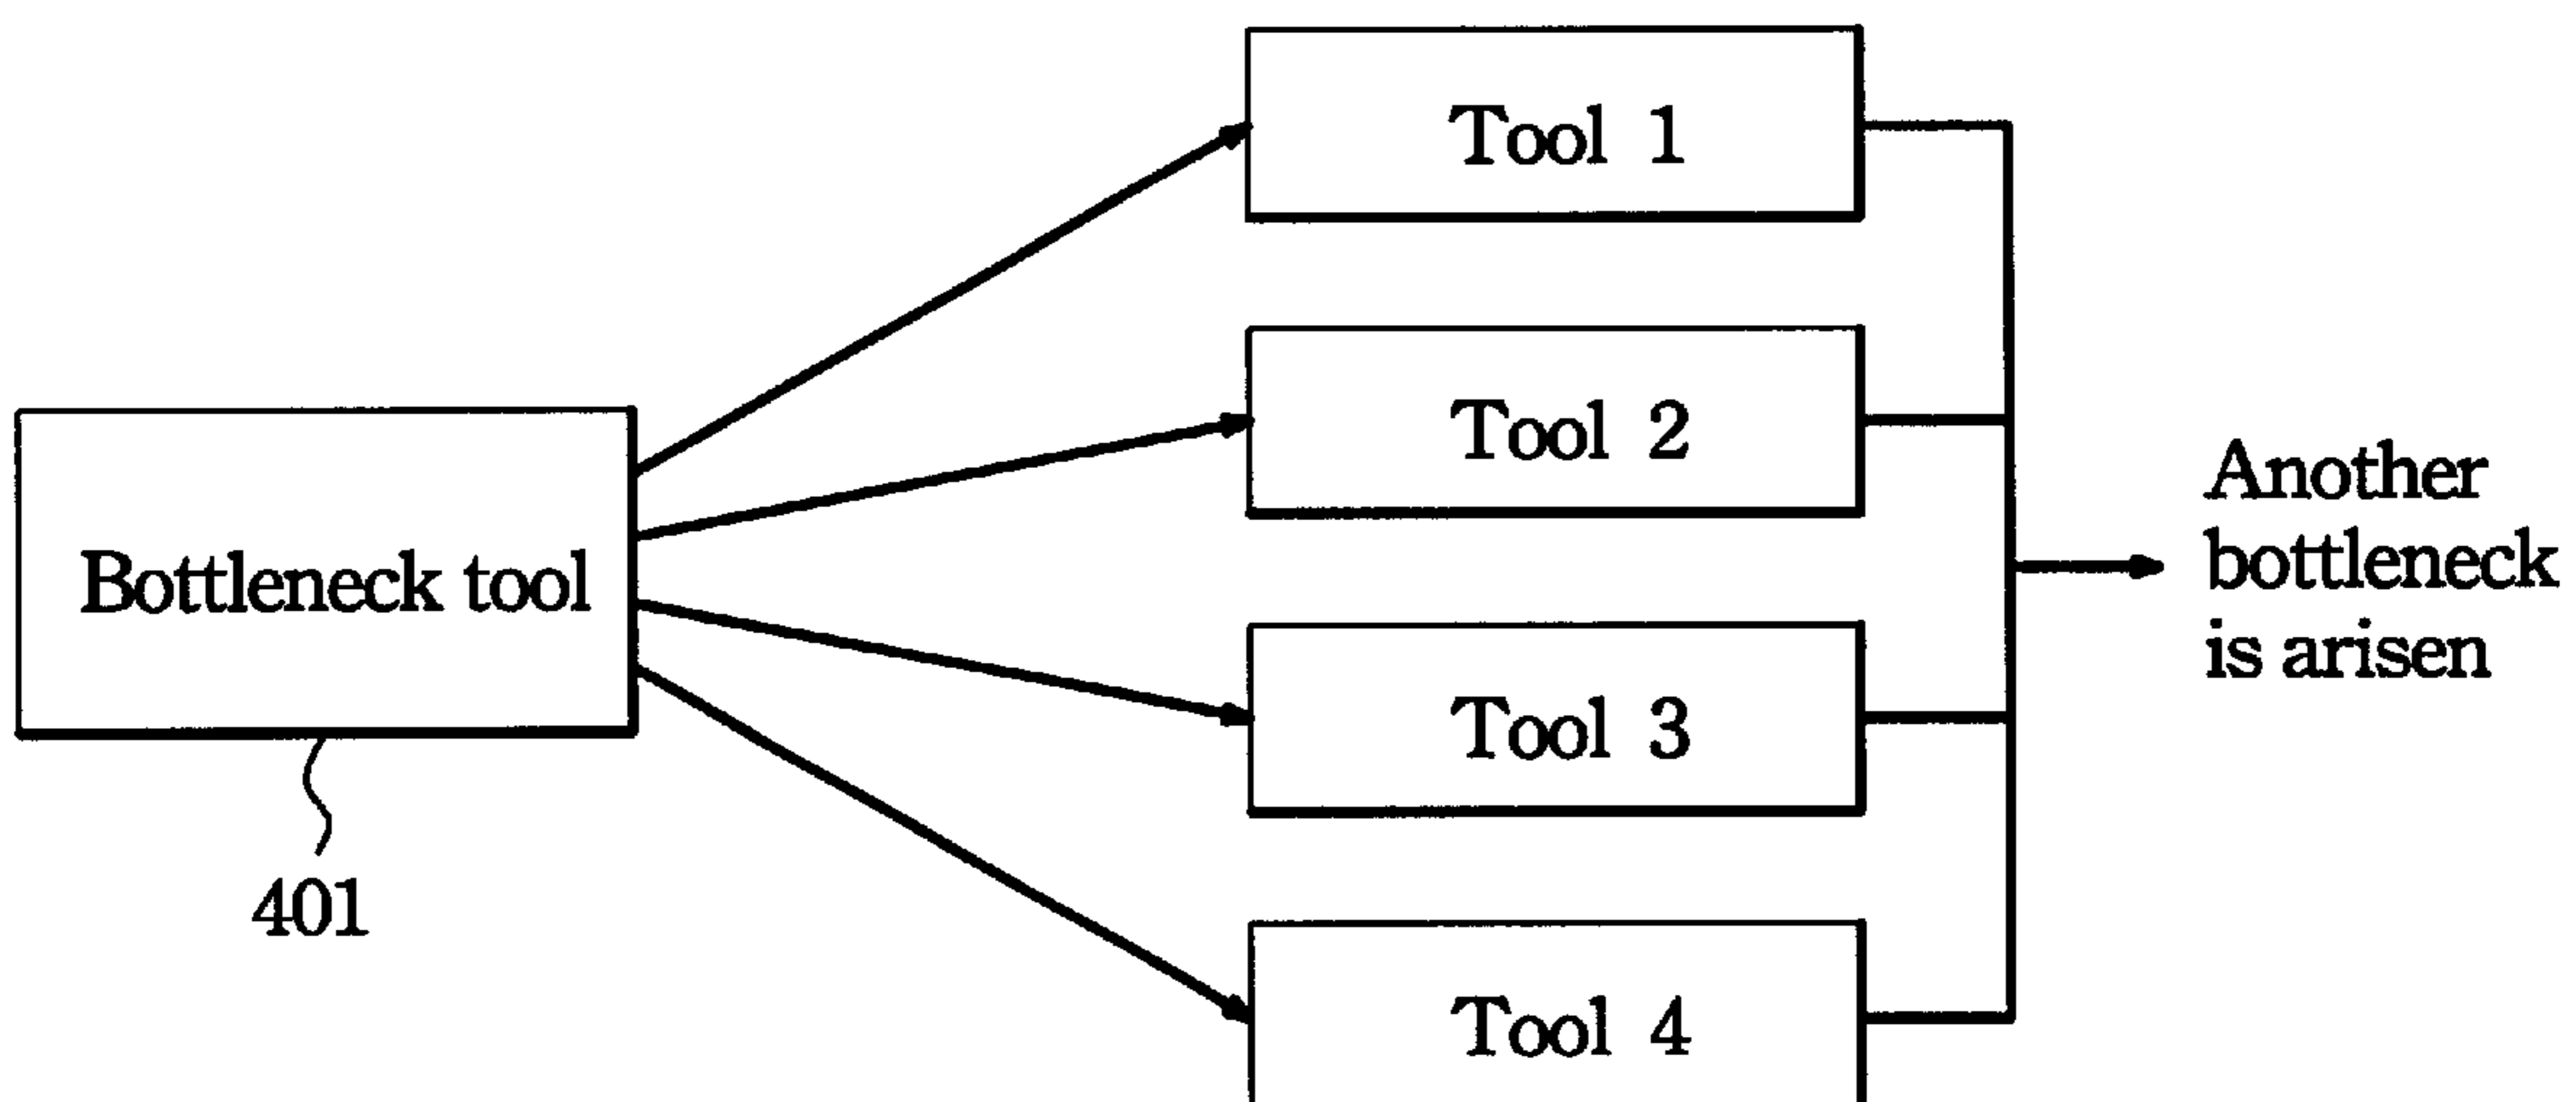 Tool 1
Tool 2
Bottleneck tool
Tool 3
Tool 4
Another
bottleneck
is arisen
401